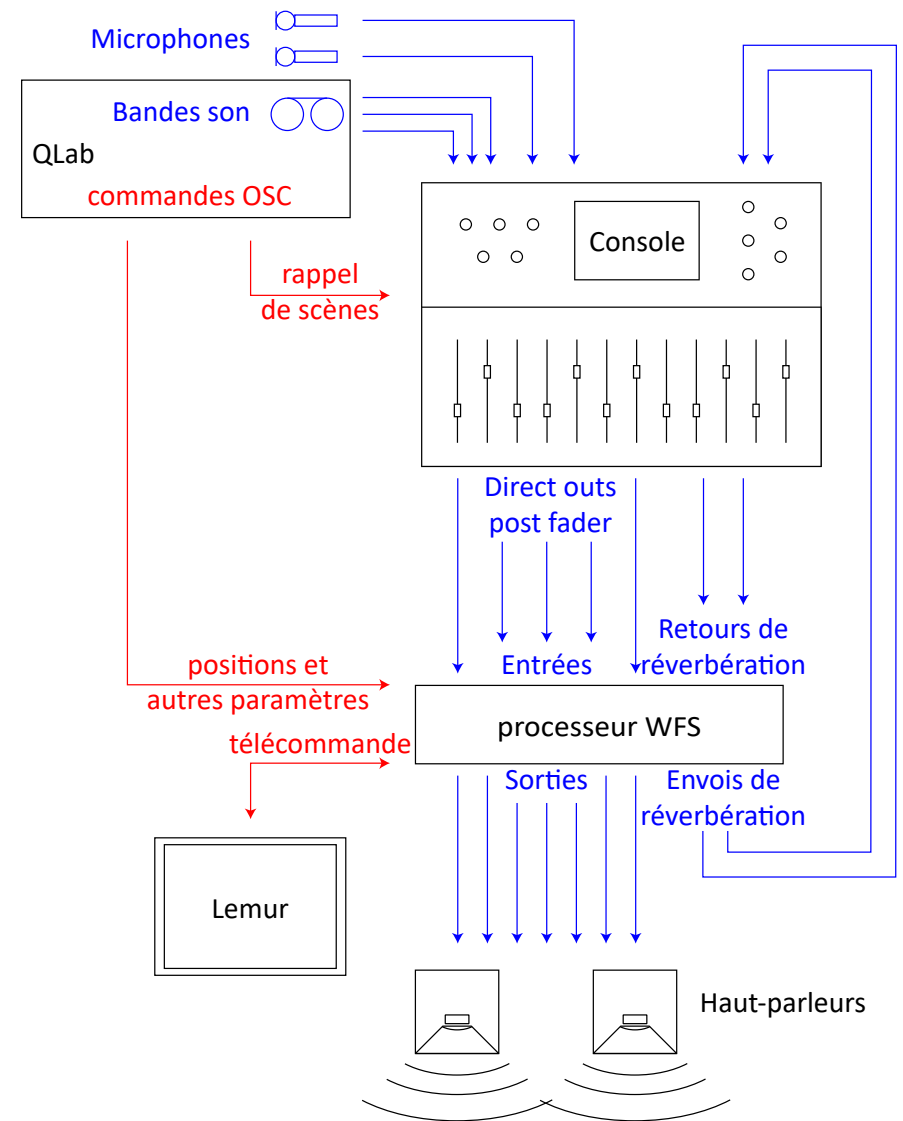 Microphones
Bandes son
QLab
commandes OSC
Console
rappel
de scènes
Direct outs
post fader
Retours de
réverbération
Entrées
positions et
autres paramètres
processeur WFS
télécommande
Sorties
Envois de
réverbération
Lemur
Haut-parleurs